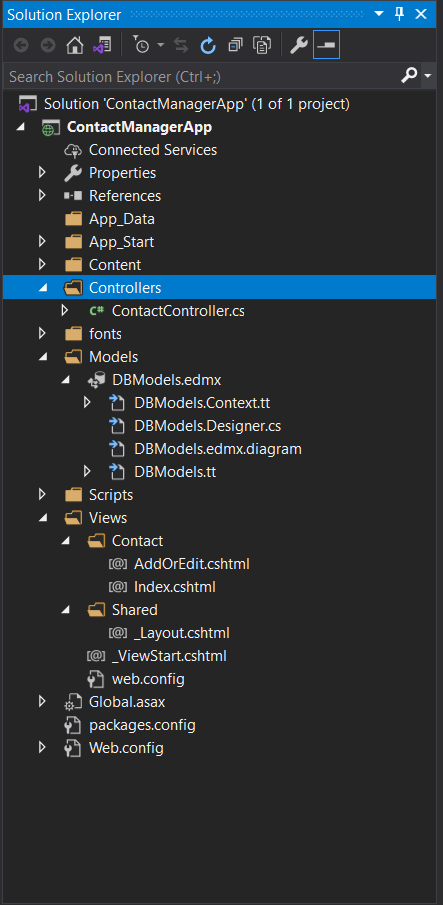 Solution Explorer
Search Solution Explorer (Ctrl+;)
Solution 'ContactManagerApp' (1 of 1 project)
ContactManagerApp
Connected Services
Properties
References
App_Data
App_Start
Content
Controllers
C# ContactController.cs
fonts
Models
DBModels.edmx
DBModels.Context.tt
DBModels.Designer.cs
DBModels.edmx.diagram
DBModels.tt
Scripts
Views
Contact
[@] AddOrEdit.cshtml
[@] Index.cshtml
Shared
[@] _Layout.cshtml
[@] _ViewStart.cshtml
web.config
Global.asax
packages.config
Web.config